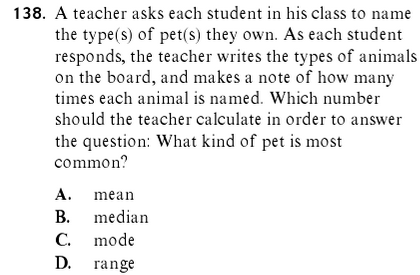 138. A teacher asks each student in his class to name
the type(s) of pet(s) they own. As each student
responds, the teacher writes the types of animals
on the board, and makes a note of how many
times each animal is named. Which number
should the teacher calculate in order to answer
the question: What kind of pet is most
common?
A. mean
B. median
C. mode
D. range